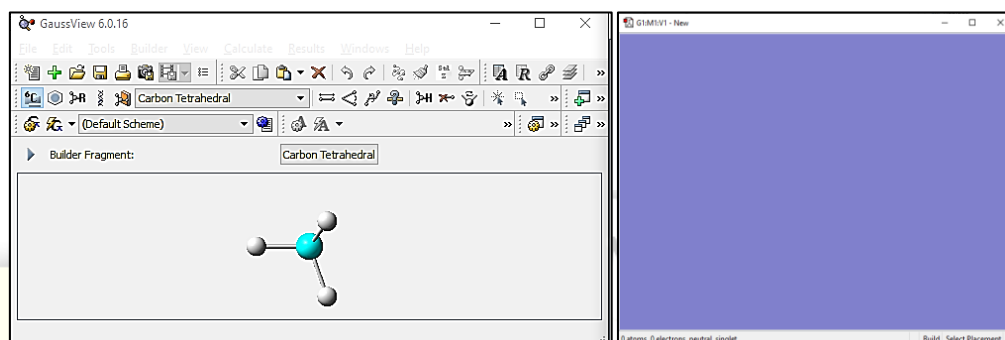 GaussView 6.0.16
File Edit Tools Builder View Calculate Results Windows Help
Carbon Tetrahedral
(Default Scheme)
Builder Fragment: Carbon Tetrahedral
G1:M1:V1 - New
0 atoms, 0 electrons, neutral, singlet
Build Select Placement